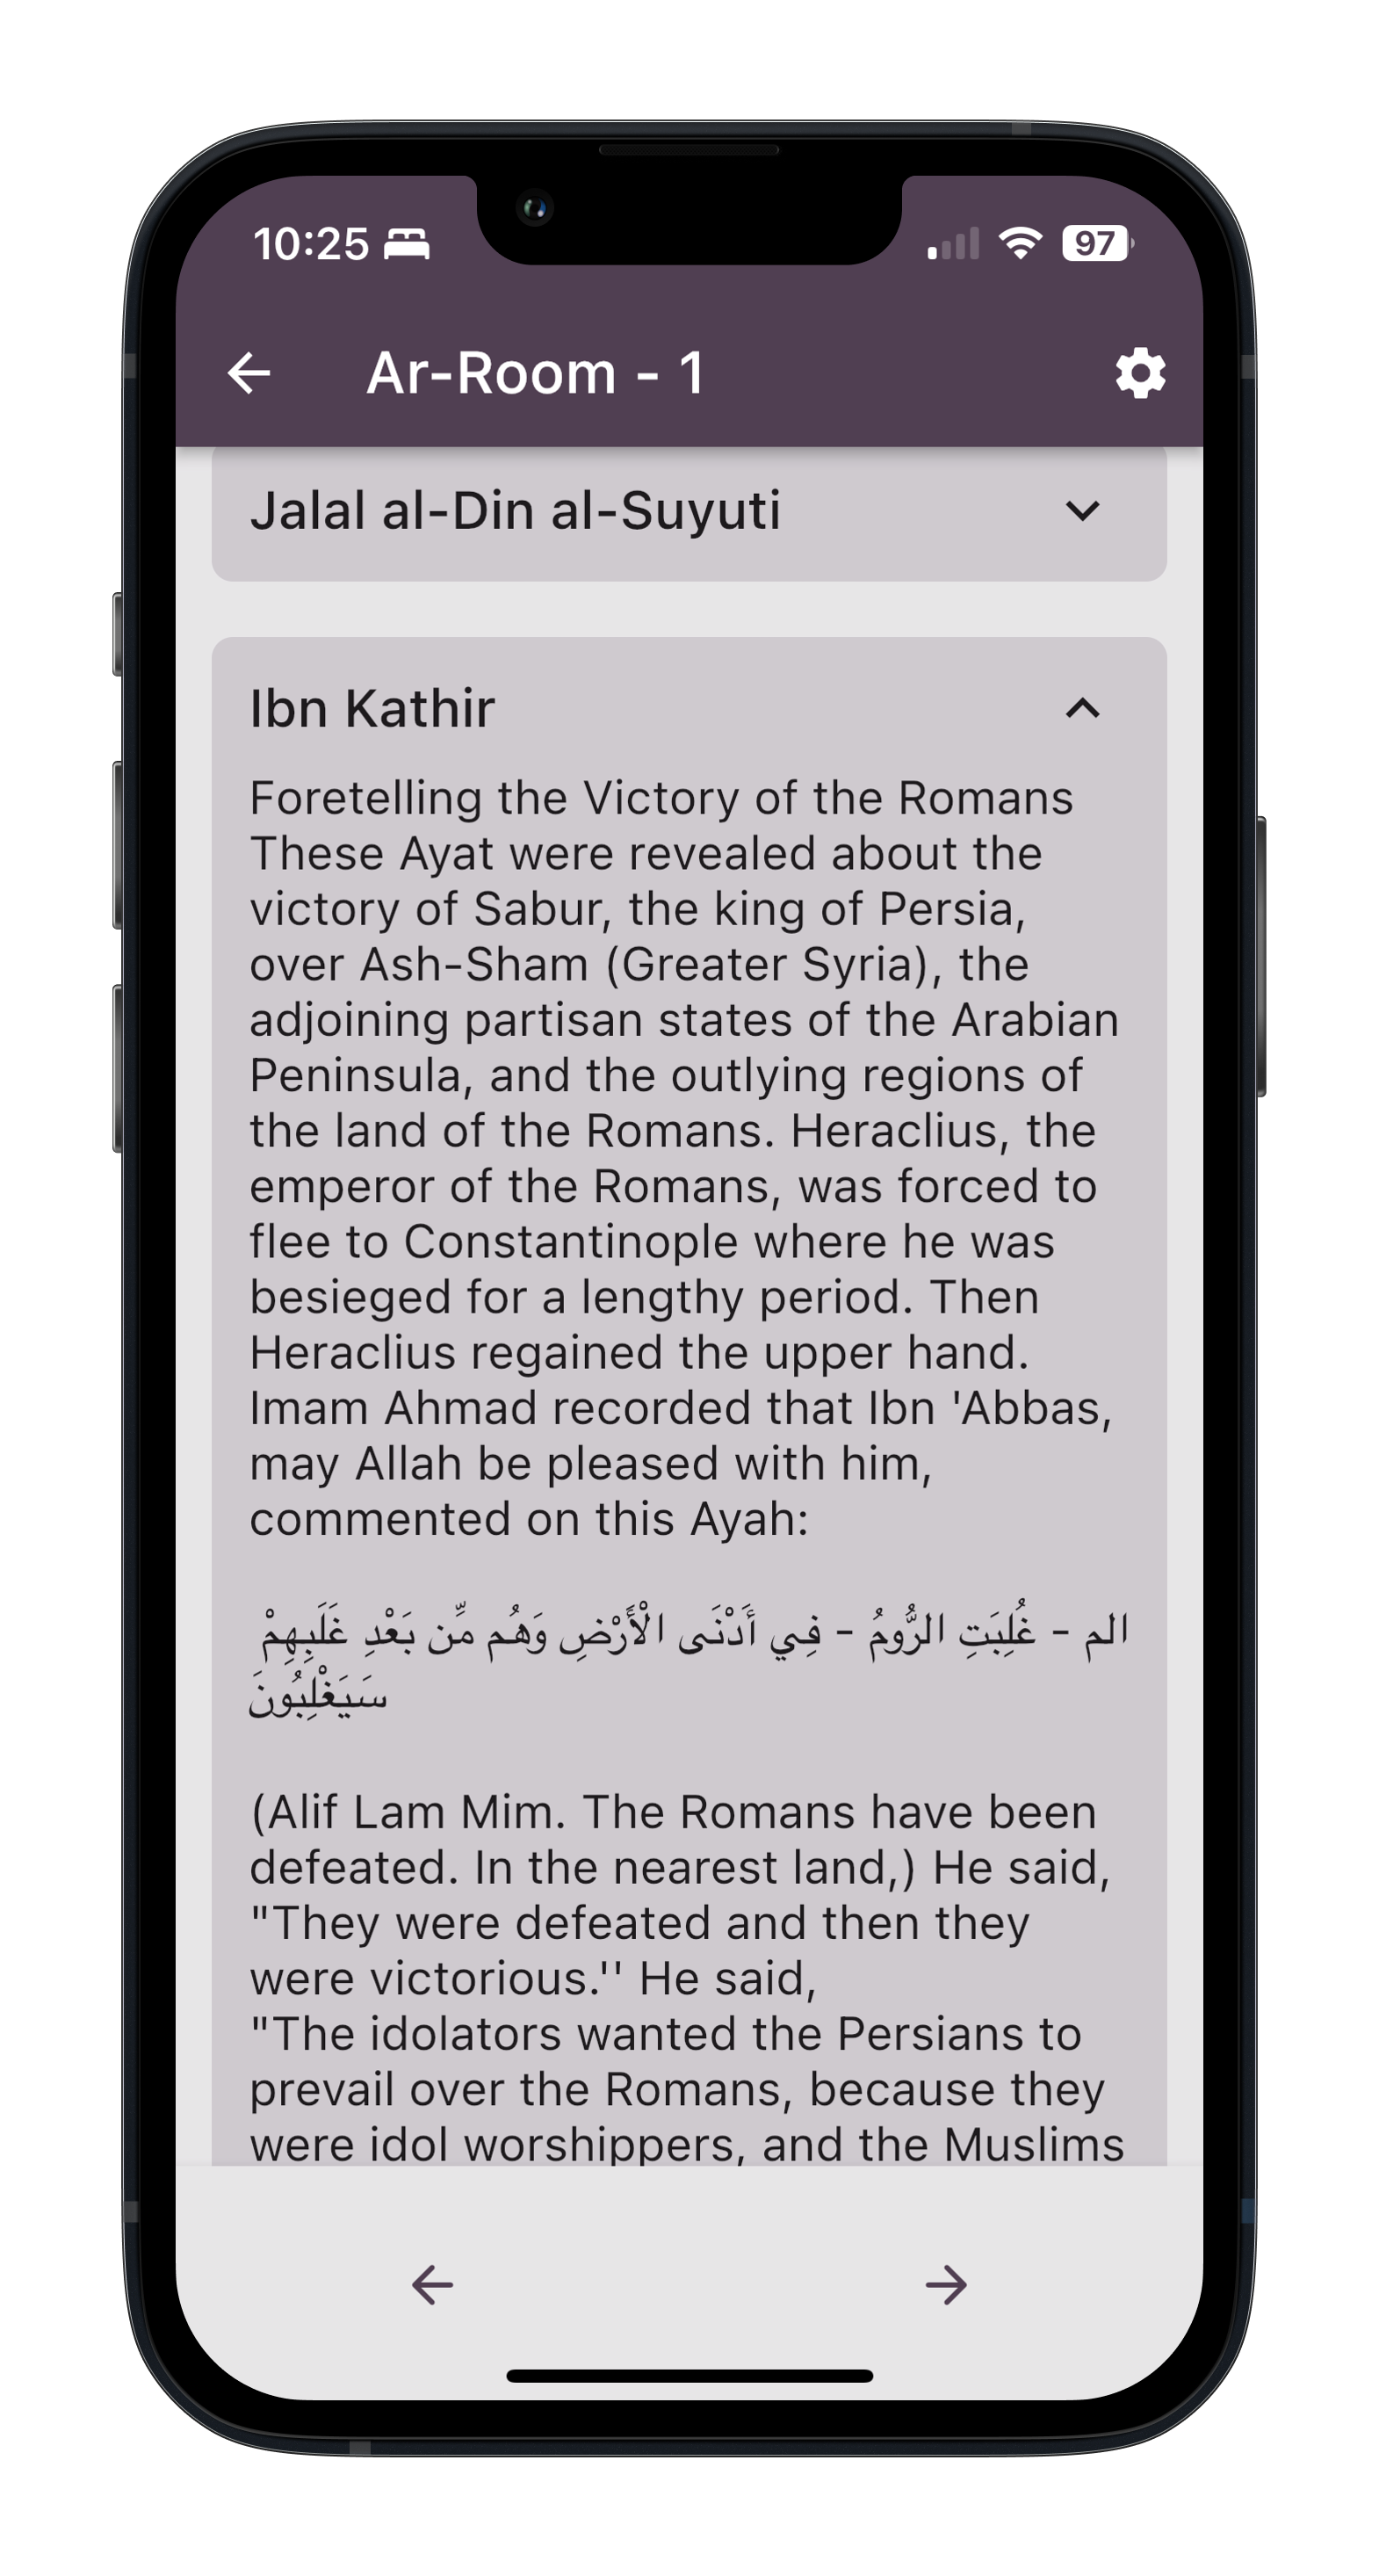 10:25
97
Ar-Room - 1
Jalal al-Din al-Suyuti
Ibn Kathir
Foretelling the Victory of the Romans
These Ayat were revealed about the
victory of Sabur, the king of Persia,
over Ash-Sham (Greater Syria), the
adjoining partisan states of the Arabian
Peninsula, and the outlying regions of
the land of the Romans. Heraclius, the
emperor of the Romans, was forced to
flee to Constantinople where he was
besieged for a lengthy period. Then
Heraclius regained the upper hand.
Imam Ahmad recorded that Ibn 'Abbas,
may Allah be pleased with him,
commented on this Ayah:
الم - غُلِبَتِ الرُّومُ - فِي أَدْنَى الْأَرْضِ وَهُم مِّن بَعْدِ غَلَبِهِمْ
سَيَغْلِبُونَ
(Alif Lam Mim. The Romans have been
defeated. In the nearest land,) He said,
"They were defeated and then they
were victorious.'' He said,
"The idolators wanted the Persians to
prevail over the Romans, because they
were idol worshippers, and the Muslims